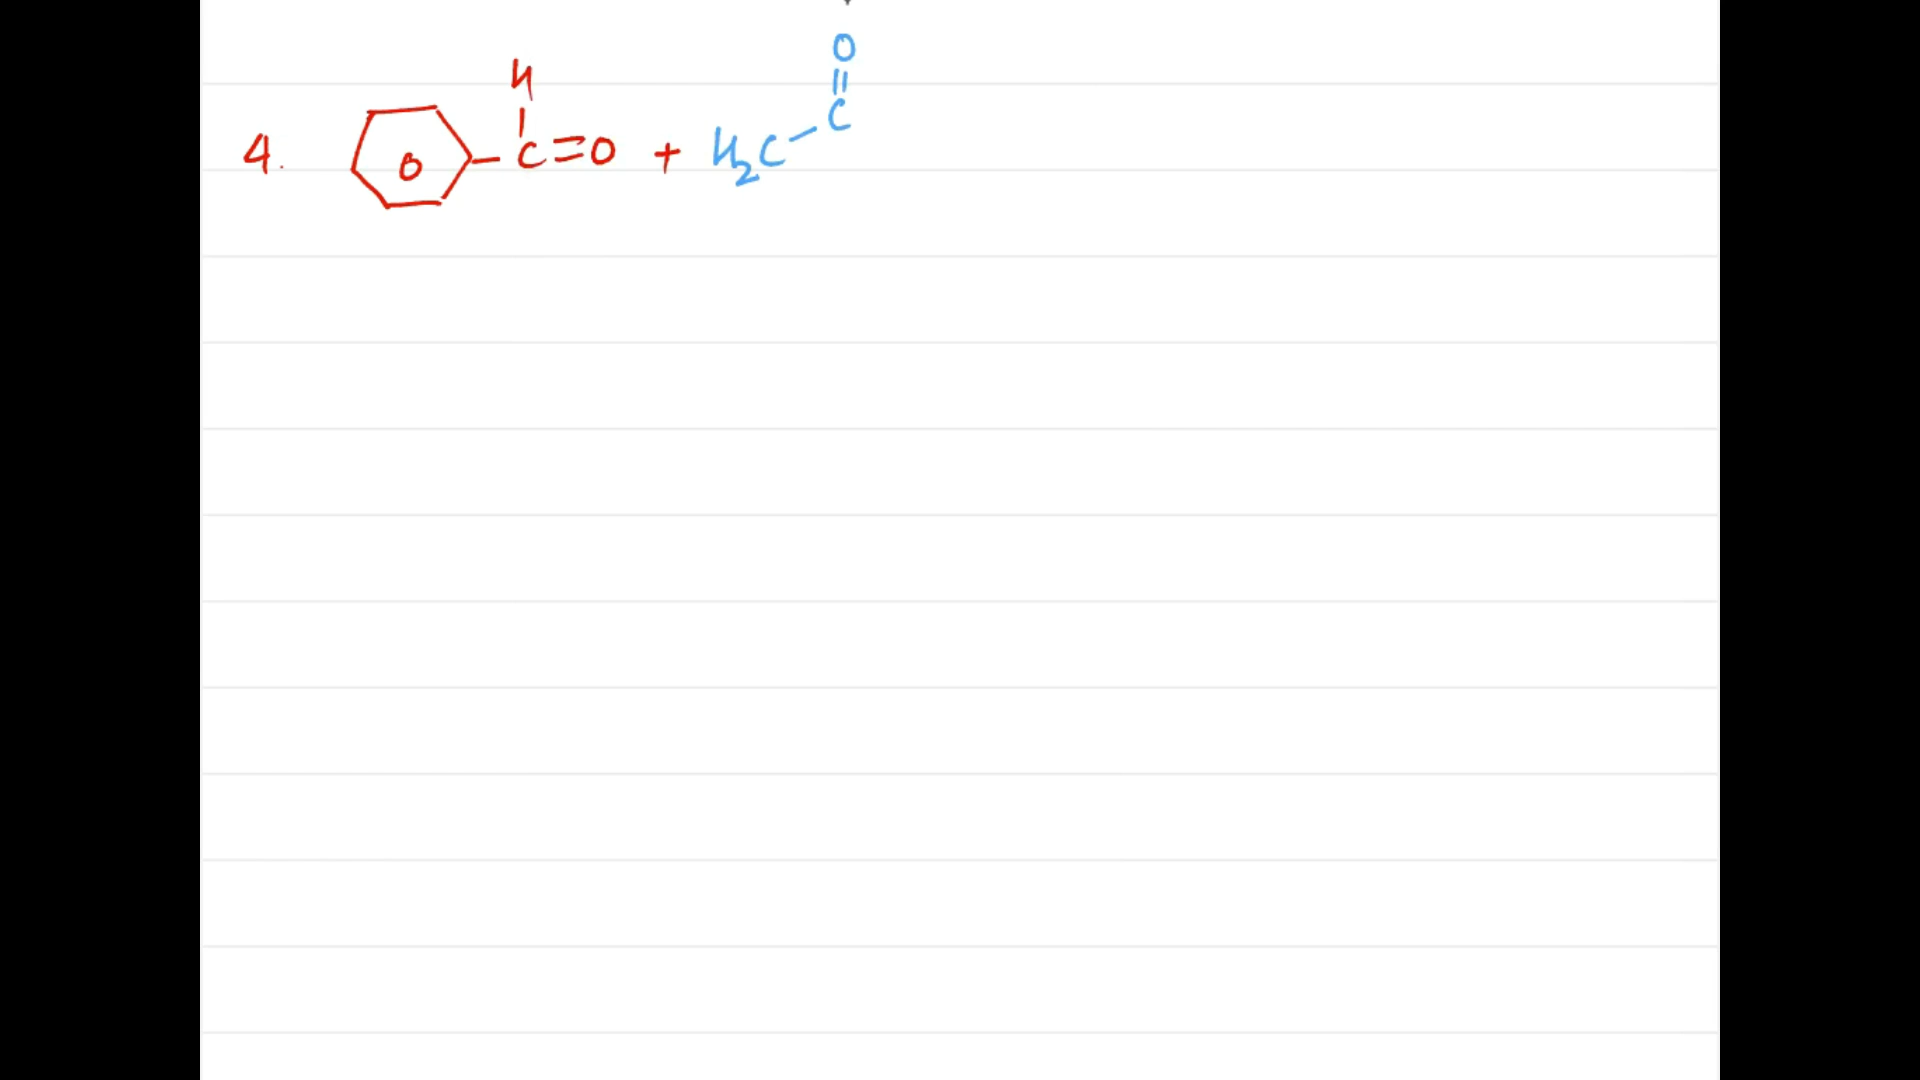 H O
|| C
4. O - C = O + H2C -